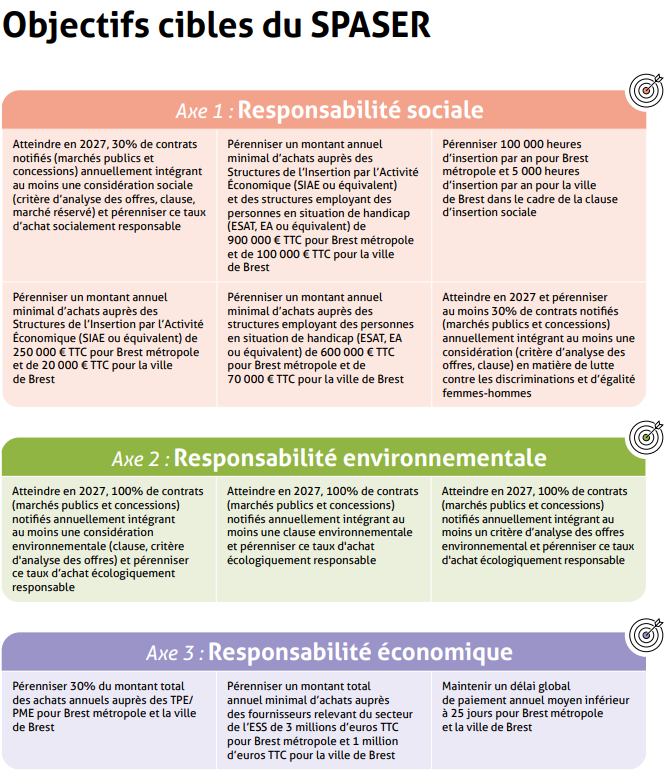 Objectifs cibles du SPASER
Axe 1 : Responsabilité sociale
Atteindre en 2027, 30% de contrats
notifiés (marchés publics et
concessions) annuellement intégrant
au moins une considération sociale
(critère d'analyse des offres, clause,
marché réservé) et pérenniser ce taux
d'achat socialement responsable
Pérenniser un montant annuel
minimal d'achats auprès des
Structures de l'Insertion par l'Activité
Économique (SIAE ou équivalent)
et des structures employant des
personnes en situation de handicap
(ESAT, EA ou équivalent) de
900 000 € TTC pour Brest métropole
et de 100 000 € TTC pour la ville
de Brest
Pérenniser 100 000 heures
d'insertion par an pour Brest
métropole et 5 000 heures
d'insertion par an pour la ville
de Brest dans le cadre de la clause
d'insertion sociale
Pérenniser un montant annuel
minimal d'achats auprès des
Structures de l'Insertion par l'Activité
Économique (SIAE ou équivalent) de
250 000 € TTC pour Brest métropole
et de 20 000 € TTC pour la ville
de Brest
Pérenniser un montant annuel
minimal d'achats auprès des
structures employant des personnes
en situation de handicap (ESAT, EA
ou équivalent) de 600 000 € TTC
pour Brest métropole et de
70 000 € TTC pour la ville de Brest
Atteindre en 2027 et pérenniser
au moins 30% de contrats notifiés
(marchés publics et concessions)
annuellement intégrant au moins une
considération (critère d'analyse des
offres, clause) en matière de lutte
contre les discriminations et d'égalité
femmes-hommes
Axe 2 : Responsabilité environnementale
Atteindre en 2027, 100% de contrats
(marchés publics et concessions)
notifiés annuellement intégrant
au moins une considération
environnementale (clause, critère
d'analyse des offres) et pérenniser
ce taux d'achat écologiquement
responsable
Atteindre en 2027, 100% de contrats
(marchés publics et concessions)
notifiés annuellement intégrant au
moins une clause environnementale
et pérenniser ce taux d'achat
écologiquement responsable
Atteindre en 2027, 100% de contrats
(marchés publics et concessions)
notifiés annuellement intégrant au
moins un critère d'analyse des offres
environnemental et pérenniser ce taux
d'achat écologiquement responsable
Axe 3 : Responsabilité économique
Pérenniser 30% du montant total
des achats annuels auprès des TPE/
PME pour Brest métropole et la ville
de Brest
Pérenniser un montant total
annuel minimal d'achats auprès
des fournisseurs relevant du secteur
de l'ESS de 3 millions d'euros TTC
pour Brest métropole et 1 million
d'euros TTC pour la ville de Brest
Maintenir un délai global
de paiement annuel moyen inférieur
à 25 jours pour Brest métropole
et la ville de Brest